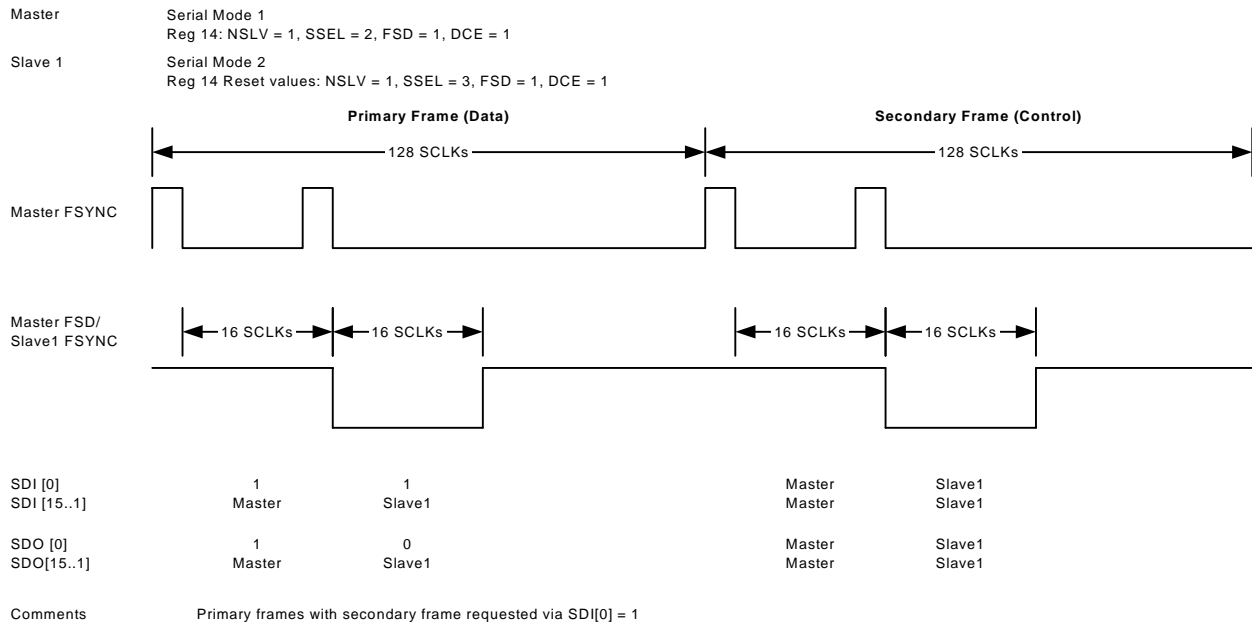 Master Serial Mode 1
Reg 14: NSLV = 1, SSEL = 2, FSD = 1, DCE = 1
Slave 1 Serial Mode 2
Reg 14 Reset values: NSLV = 1, SSEL = 3, FSD = 1, DCE = 1
Primary Frame (Data) Secondary Frame (Control)
128 SCLKs 128 SCLKs
Master FSYNC
Master FSD/
Slave1 FSYNC
16 SCLKs 16 SCLKs 16 SCLKs 16 SCLKs
SDI [0] 1 1 Master Slave1
SDI [15..1] Master Slave1 Master Slave1
SDO [0] 1 0 Master Slave1
SDO[15..1] Master Slave1 Master Slave1
Comments Primary frames with secondary frame requested via SDI[0] = 1